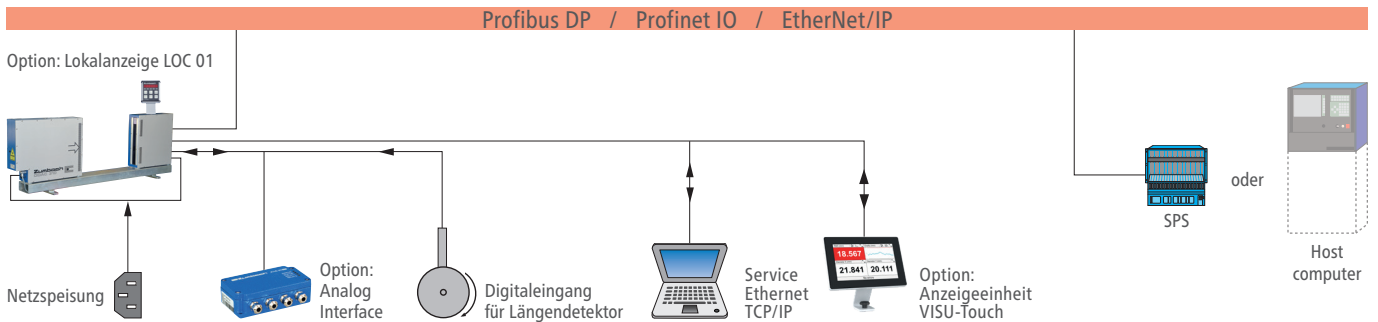 Profibus DP / Profinet IO / EtherNet/IP
Option: Lokalanzeige LOC 01
Zumbach
18.567
21.841 20.111
oder
SPS
Host
computer
Netzspeisung
Option:
Analog
Interface
Digitaleingang
für Längendetektor
Service
Ethernet
TCP/IP
Option:
Anzeigeeinheit
VISU-Touch